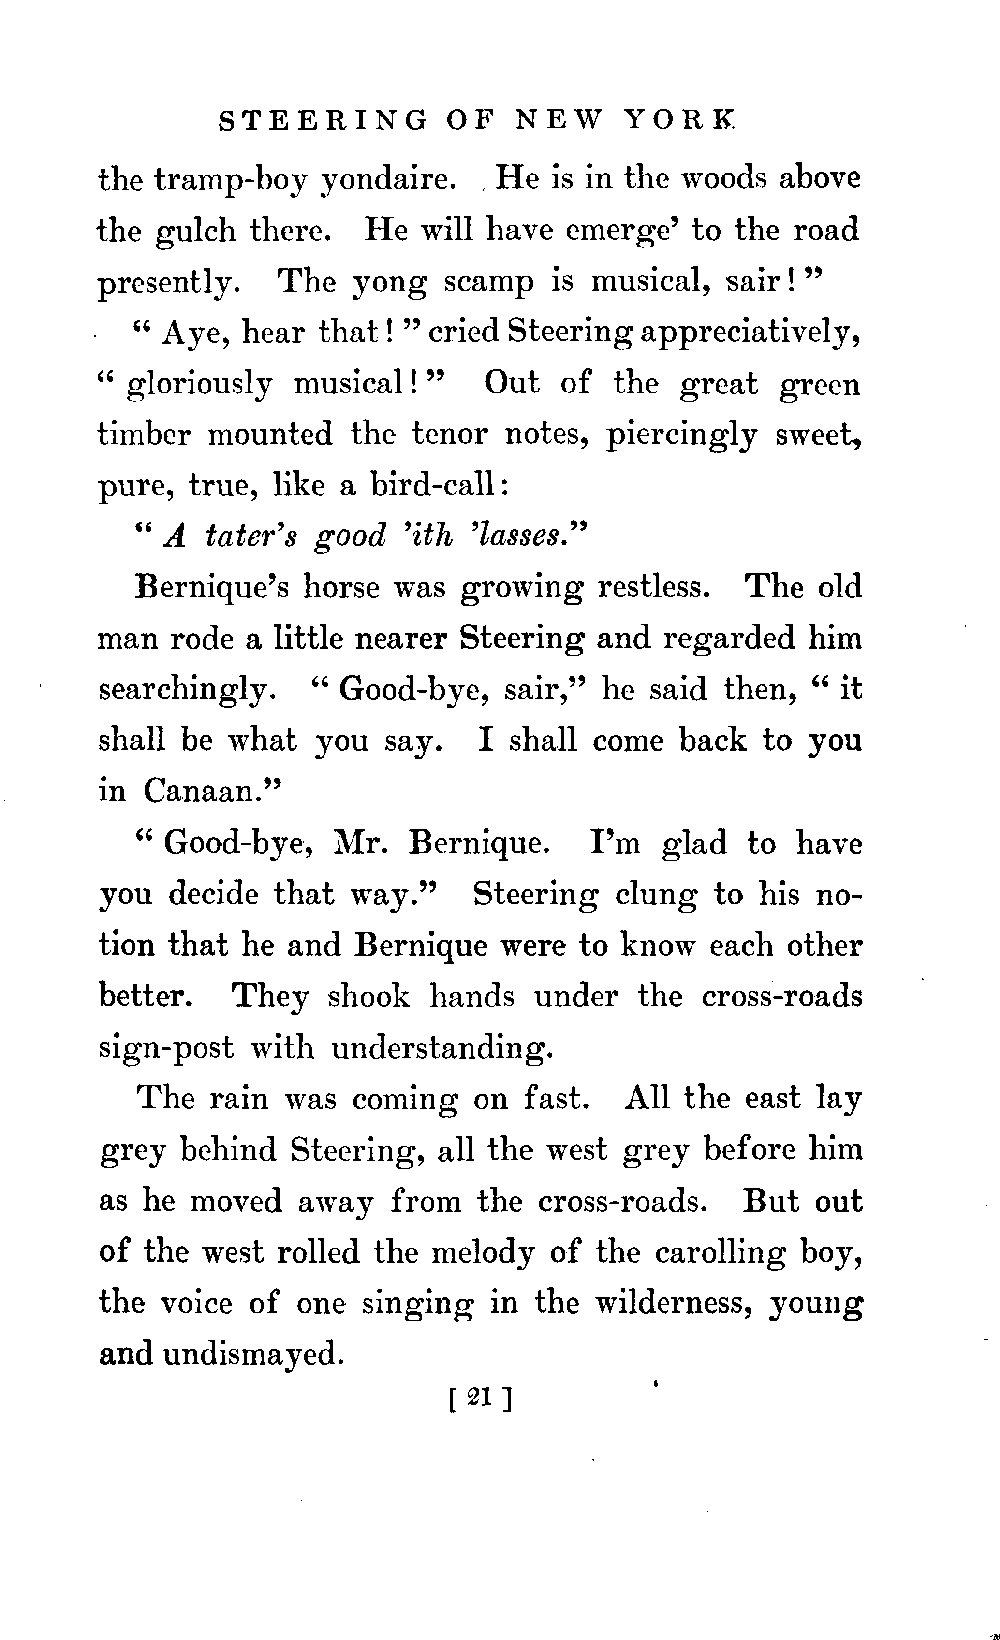 STEERING OF NEW YORK
the tramp-boy yondaire. He is in the woods above
the gulch there. He will have emerge’ to the road
presently. The yong scamp is musical, sair!”
“Aye, hear that!” cried Steering appreciatively,
“gloriously musical!” Out of the great green
timber mounted the tenor notes, piercingly sweet,
pure, true, like a bird-call:
“A tater’s good ’ith ’lasses.”
Bernique’s horse was growing restless. The old
man rode a little nearer Steering and regarded him
searchingly. “Good-bye, sair,” he said then, “it
shall be what you say. I shall come back to you
in Canaan.”
“Good-bye, Mr. Bernique. I’m glad to have
you decide that way.” Steering clung to his no-
tion that he and Bernique were to know each other
better. They shook hands under the cross-roads
sign-post with understanding.
The rain was coming on fast. All the east lay
grey behind Steering, all the west grey before him
as he moved away from the cross-roads. But out
of the west rolled the melody of the carolling boy,
the voice of one singing in the wilderness, young
and undismayed.
[21]